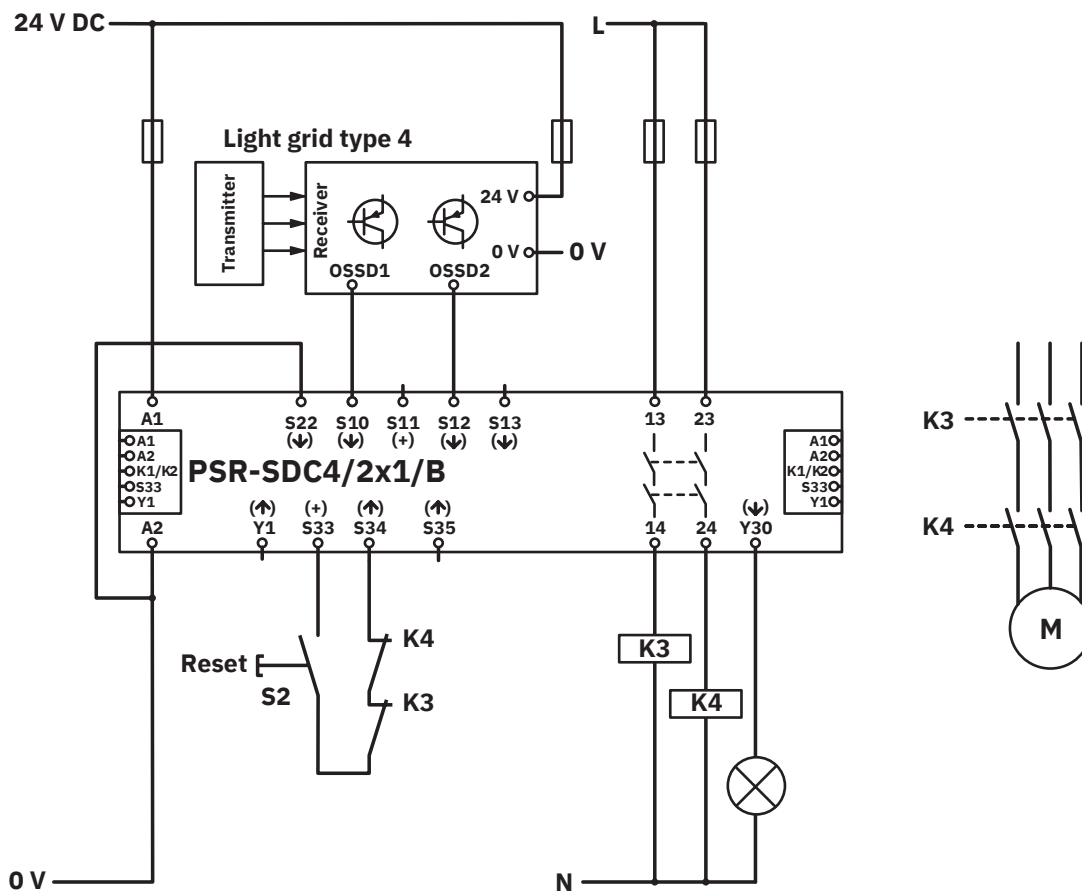 24 V DC
L
Light grid type 4
Transmitter
Receiver
24 V
0 V
0 V
OSSD1
OSSD2
A1
S22
S10
S11
S12
S13
13
23
(↓)
(↓)
(+)
(↓)
(↓)
A1
A2
K1/K2
S33
Y1
PSR-SDC4/2x1/B
A1
A2
K1/K2
S33
Y1
(↑)
(+)
(↑)
(↑)
(↓)
A2
Y1
S33
S34
S35
14
24
Y30
K3
K4
M
Reset
S2
K4
K3
K3
K4
0 V
N